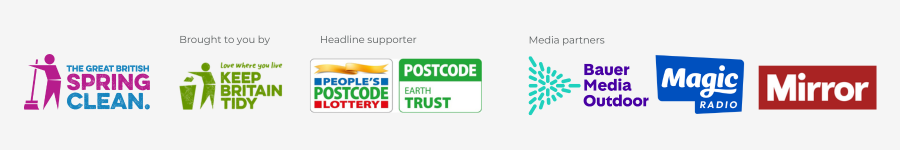 Brought to you by
Headline supporter
Media partners
THE GREAT BRITISH
SPRING
CLEAN.
Love where you live
KEEP
BRITAIN
TIDY
PEOPLE'S
POSTCODE
LOTTERY
POSTCODE
EARTH
TRUST
Bauer
Media
Outdoor
Magic
RADIO
Mirror